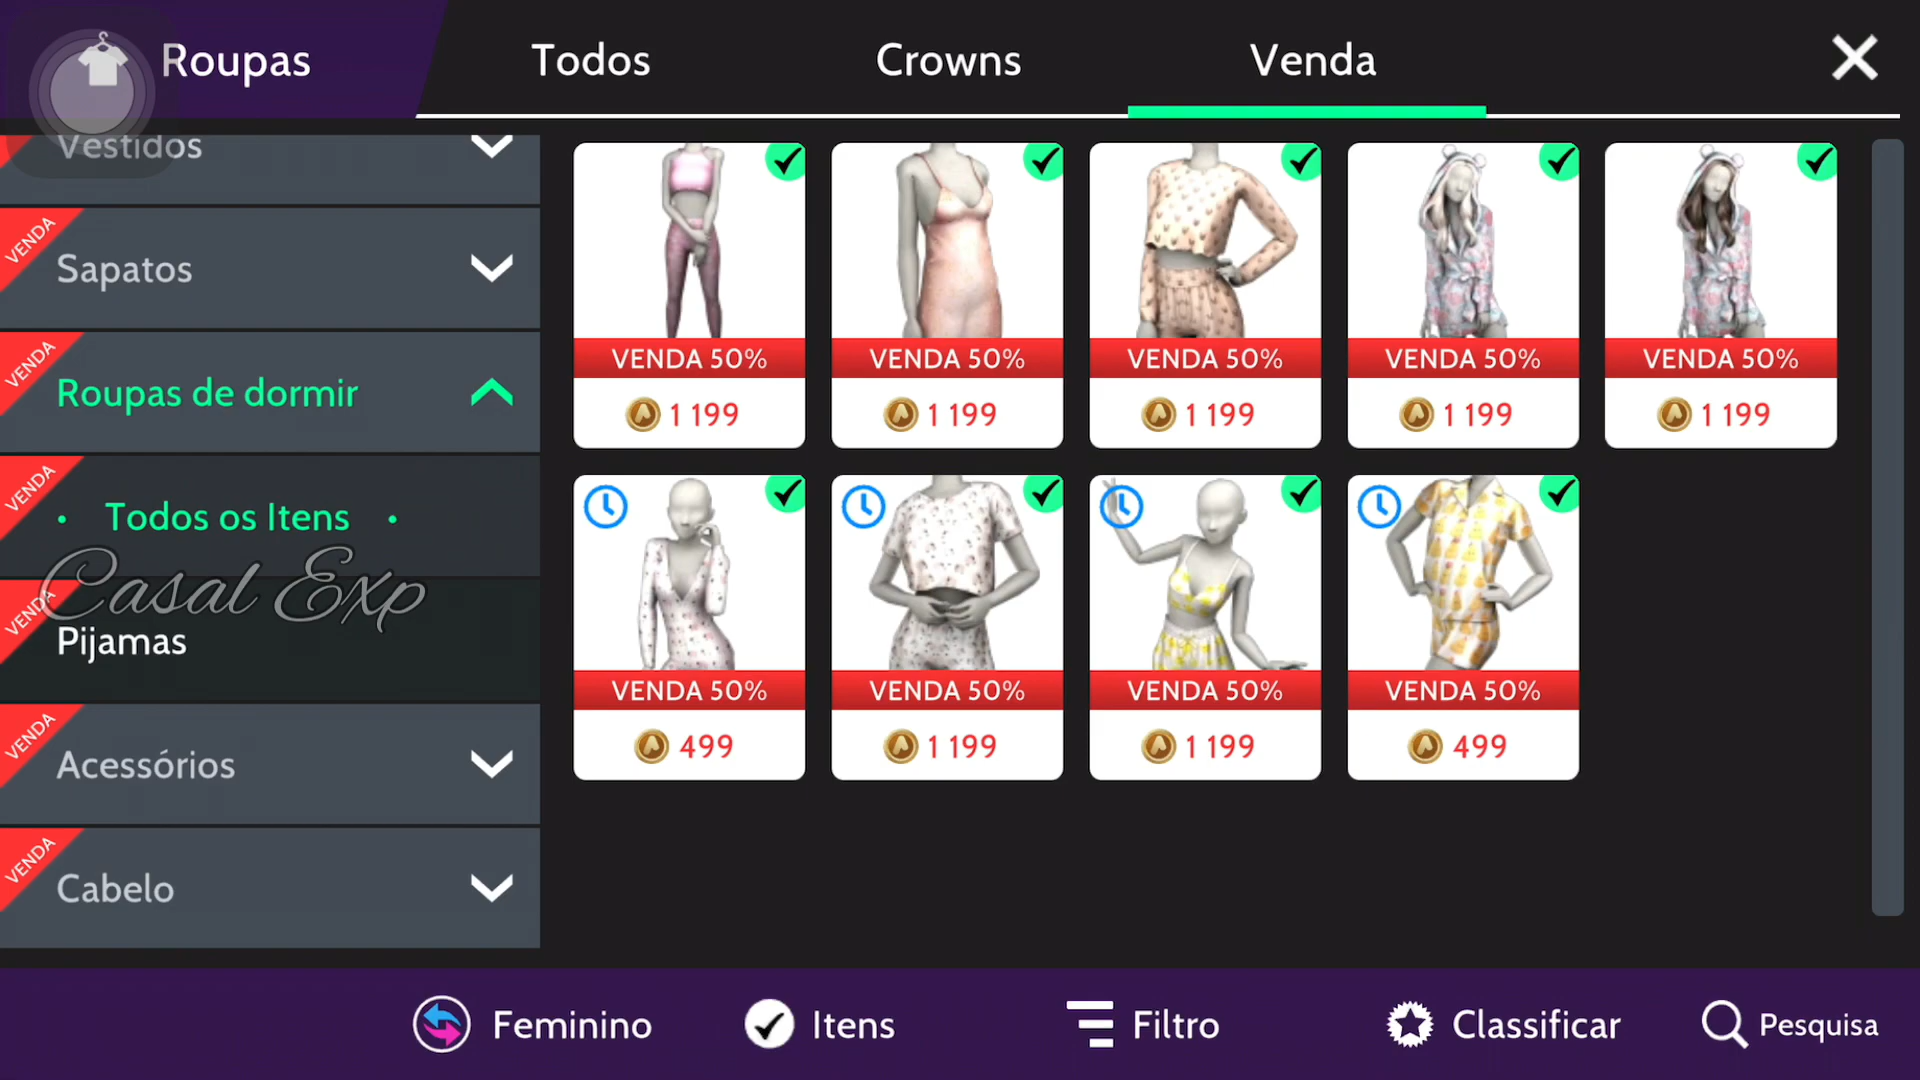 Roupas
Todos
Crowns
Venda
Vestidos
VENDA
Sapatos
VENDA
Roupas de dormir
VENDA
• Todos os Itens •
Casal Exp
VENDA
Pijamas
VENDA
Acessórios
VENDA
Cabelo
VENDA 50%
1 199
VENDA 50%
1 199
VENDA 50%
1 199
VENDA 50%
1 199
VENDA 50%
1 199
VENDA 50%
499
VENDA 50%
1 199
VENDA 50%
1 199
VENDA 50%
499
Feminino
Itens
Filtro
Classificar
Pesquisa